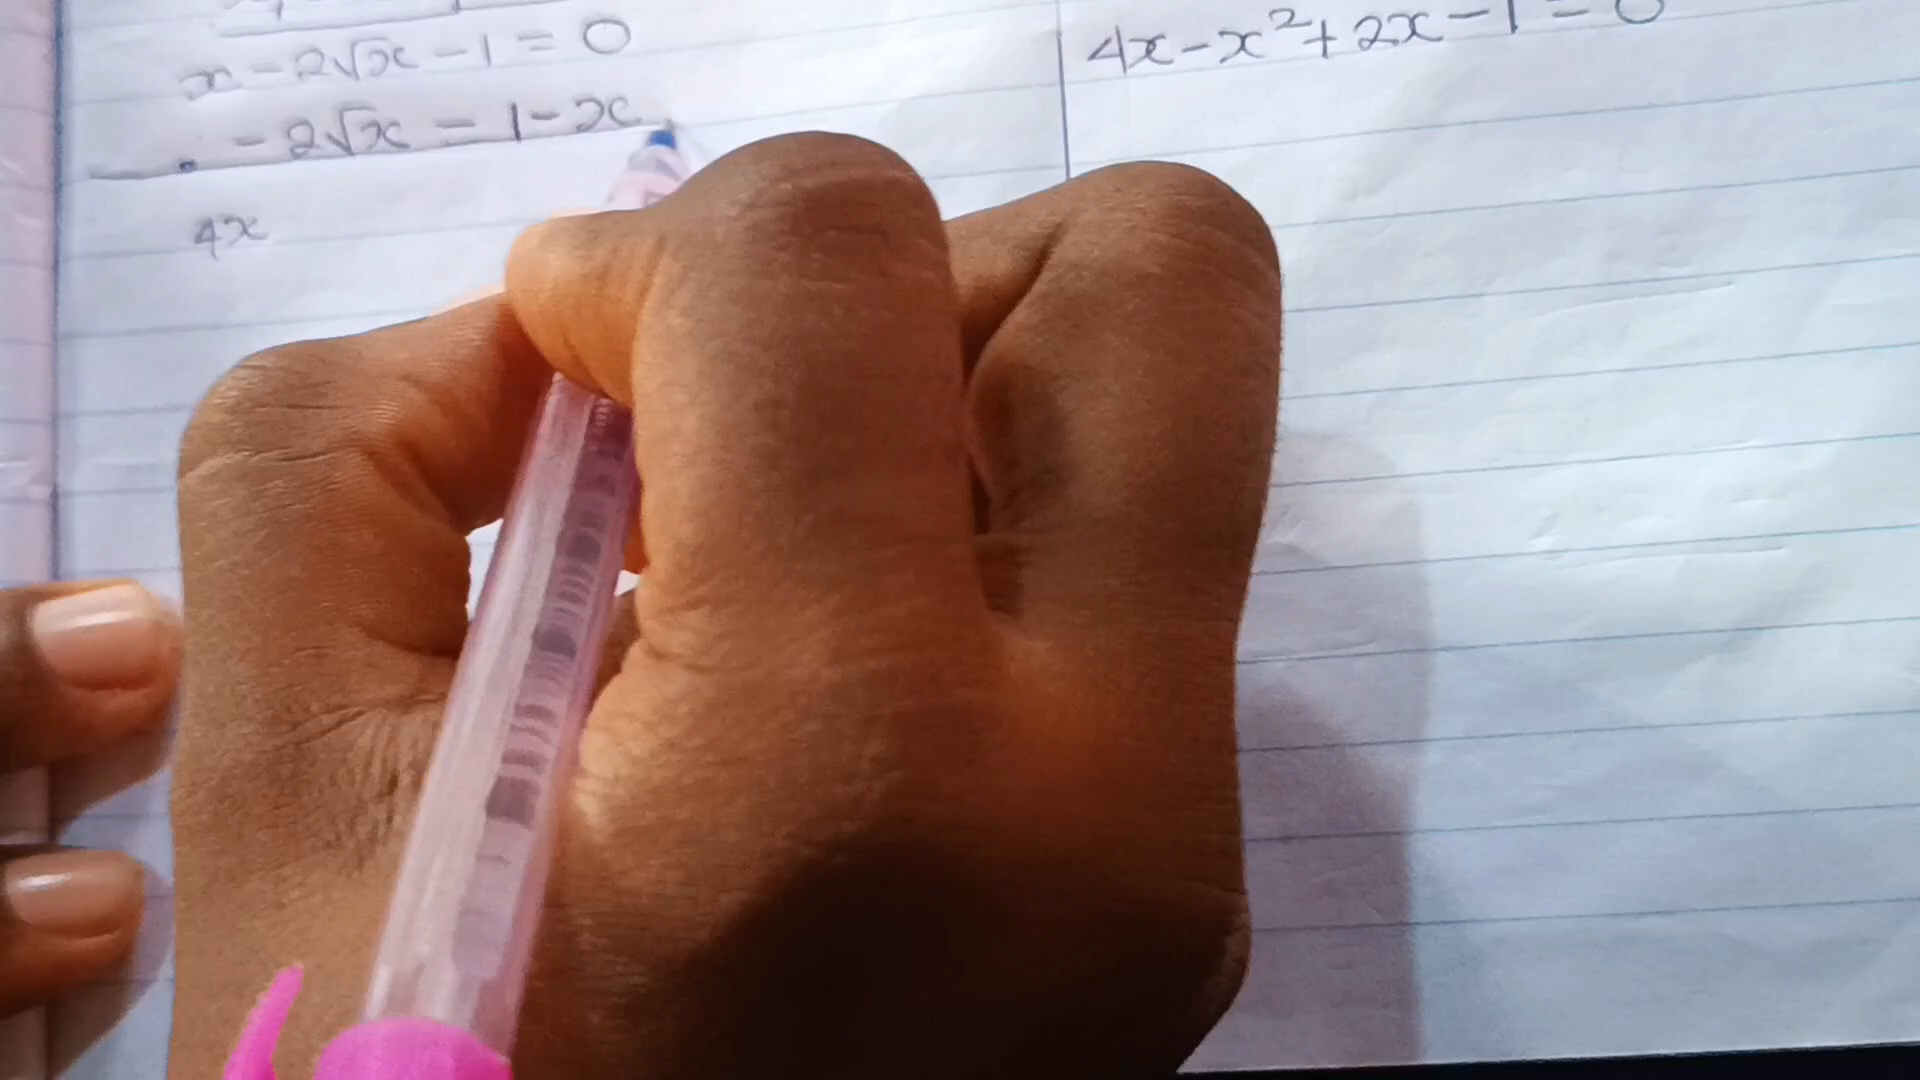 x - 2√x - 1 = 0
- 2√x = 1 - x
4x
4x - x² + 2x - 1 = 0